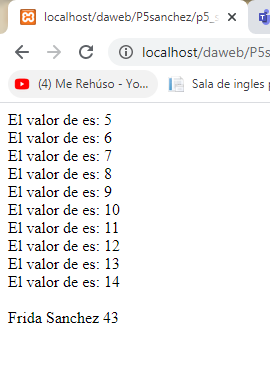 localhost/daweb/P5sanchez/p5_s
localhost/daweb/P5s
(4) Me Rehúso - Yo...
Sala de ingles p
El valor de es: 5
El valor de es: 6
El valor de es: 7
El valor de es: 8
El valor de es: 9
El valor de es: 10
El valor de es: 11
El valor de es: 12
El valor de es: 13
El valor de es: 14
Frida Sanchez 43